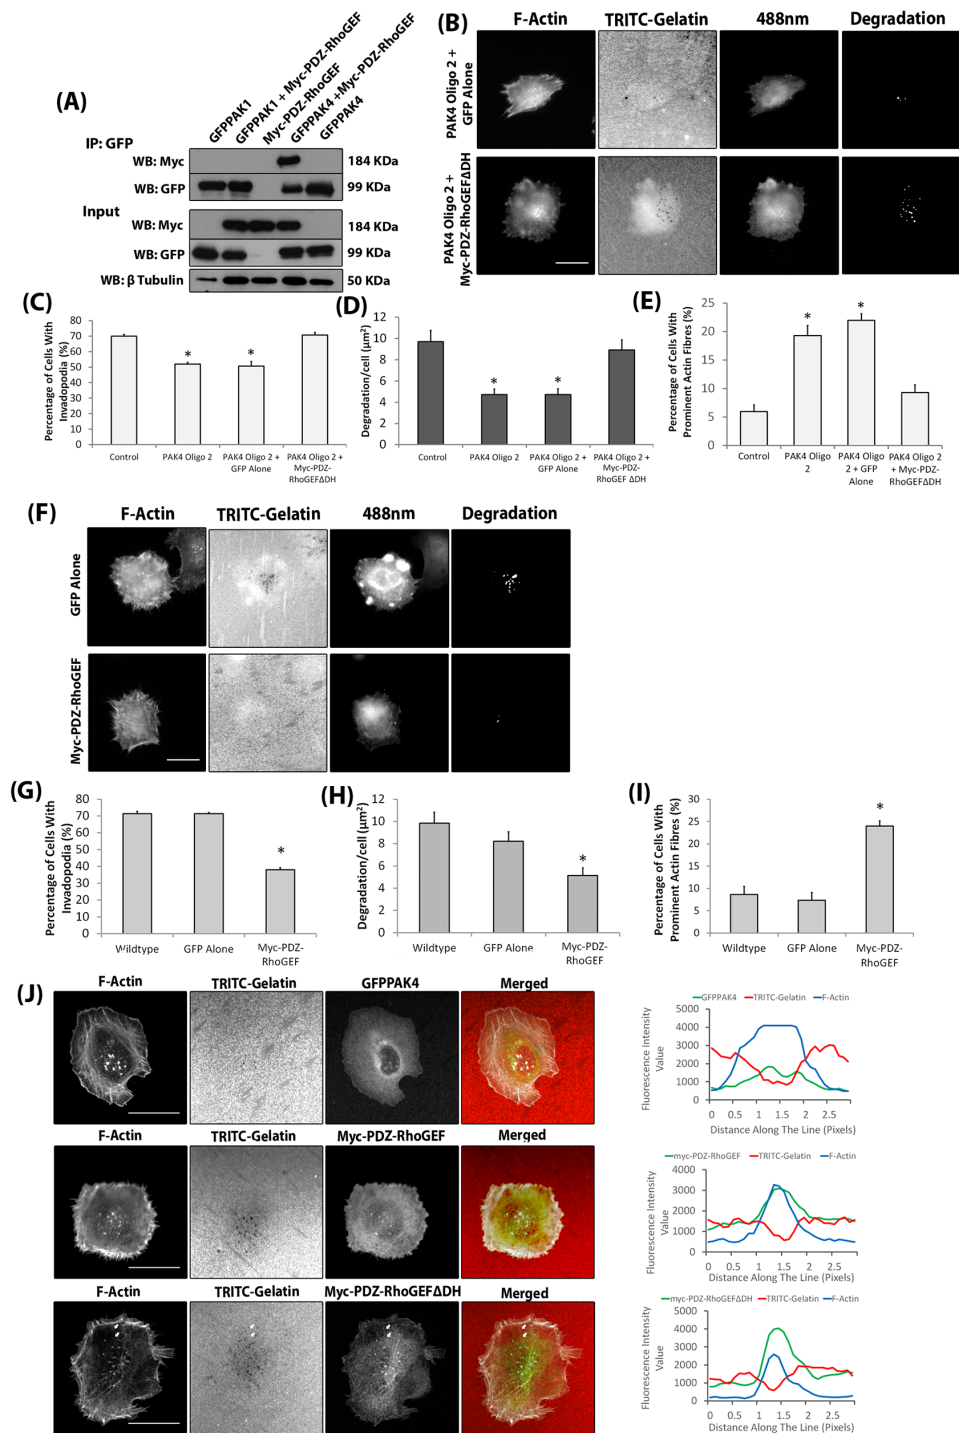 (A)
GFPPAK1
GFPPAK1 + Myc-PDZ-RhoGEF
Myc-PDZ-RhoGEF
GFPPAK4 +Myc-PDZ-RhoGEF
GFPPAK4
IP: GFP
WB: Myc
184 KDa
WB: GFP
99 KDa
Input
WB: Myc
184 KDa
WB: GFP
99 KDa
WB: β Tubulin
50 KDa
(B)
F-Actin
TRITC-Gelatin
488nm
Degradation
PAK4 Oligo 2 +
GFP Alone
PAK4 Oligo 2 +
Myc-PDZ-RhoGEFΔDH
(C)
Percentage of Cells With
Invadopodia (%)
80
70
60
50
40
30
20
10
0
*
*
Control
PAK4 Oligo 2
PAK4 Oligo 2 +
GFP Alone
PAK4 Oligo 2 +
Myc-PDZ-
RhoGEFΔDH
(D)
Degradation/cell (µm²)
12
10
8
6
4
2
0
*
*
Control
PAK4 Oligo 2
PAK4 Oligo 2 +
GFP Alone
PAK4 Oligo 2 +
Myc-PDZ-
RhoGEF ΔDH
(E)
Percentage of Cells With
Prominent Actin Fibres (%)
25
20
15
10
5
0
*
*
Control
PAK4 Oligo
2
PAK4 Oligo
2 + GFP
Alone
PAK4 Oligo 2
+ Myc-PDZ-
RhoGEFΔDH
(F)
F-Actin
TRITC-Gelatin
488nm
Degradation
GFP Alone
Myc-PDZ-RhoGEF
(G)
Percentage of Cells With
Invadopodia (%)
80
70
60
50
40
30
20
10
0
*
Wildtype
GFP Alone
Myc-PDZ-
RhoGEF
(H)
Degradation/cell (µm²)
12
10
8
6
4
2
0
*
Wildtype
GFP Alone
Myc-PDZ-
RhoGEF
(I)
Percentage of Cells With
Prominent Actin Fibres (%)
30
25
20
15
10
5
0
*
Wildtype
GFP Alone
Myc-PDZ-
RhoGEF
(J)
F-Actin
TRITC-Gelatin
GFPPAK4
Merged
GFPPAK4
TRITC-Gelatin
F-Actin
Fluorescence Intensity
Value
5000
4000
3000
2000
1000
0
0 0.5 1 1.5 2 2.5
Distance Along The Line (Pixels)
F-Actin
TRITC-Gelatin
Myc-PDZ-RhoGEF
Merged
myc-PDZ-RhoGEF
TRITC-Gelatin
F-Actin
Fluorescence Intensity
Value
4000
3000
2000
1000
0
0 0.5 1 1.5 2 2.5
Distance Along The Line (Pixels)
F-Actin
TRITC-Gelatin
Myc-PDZ-RhoGEFΔDH
Merged
myc-PDZ-RhoGEFΔDH
TRITC-Gelatin
F-Actin
Fluorescence Intensity
Value
5000
4000
3000
2000
1000
0
0 0.5 1 1.5 2 2.5
Distance Along The Line (Pixels)